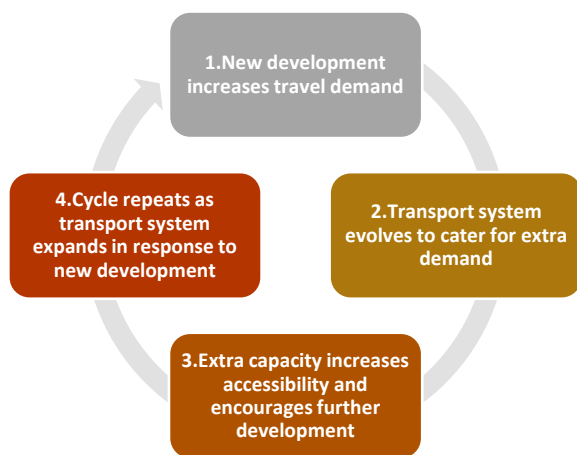 1.New development
increases travel demand
2.Transport system
evolves to cater for extra
demand
3.Extra capacity increases
accessibility and
encourages further
development
4.Cycle repeats as
transport system
expands in response to
new development